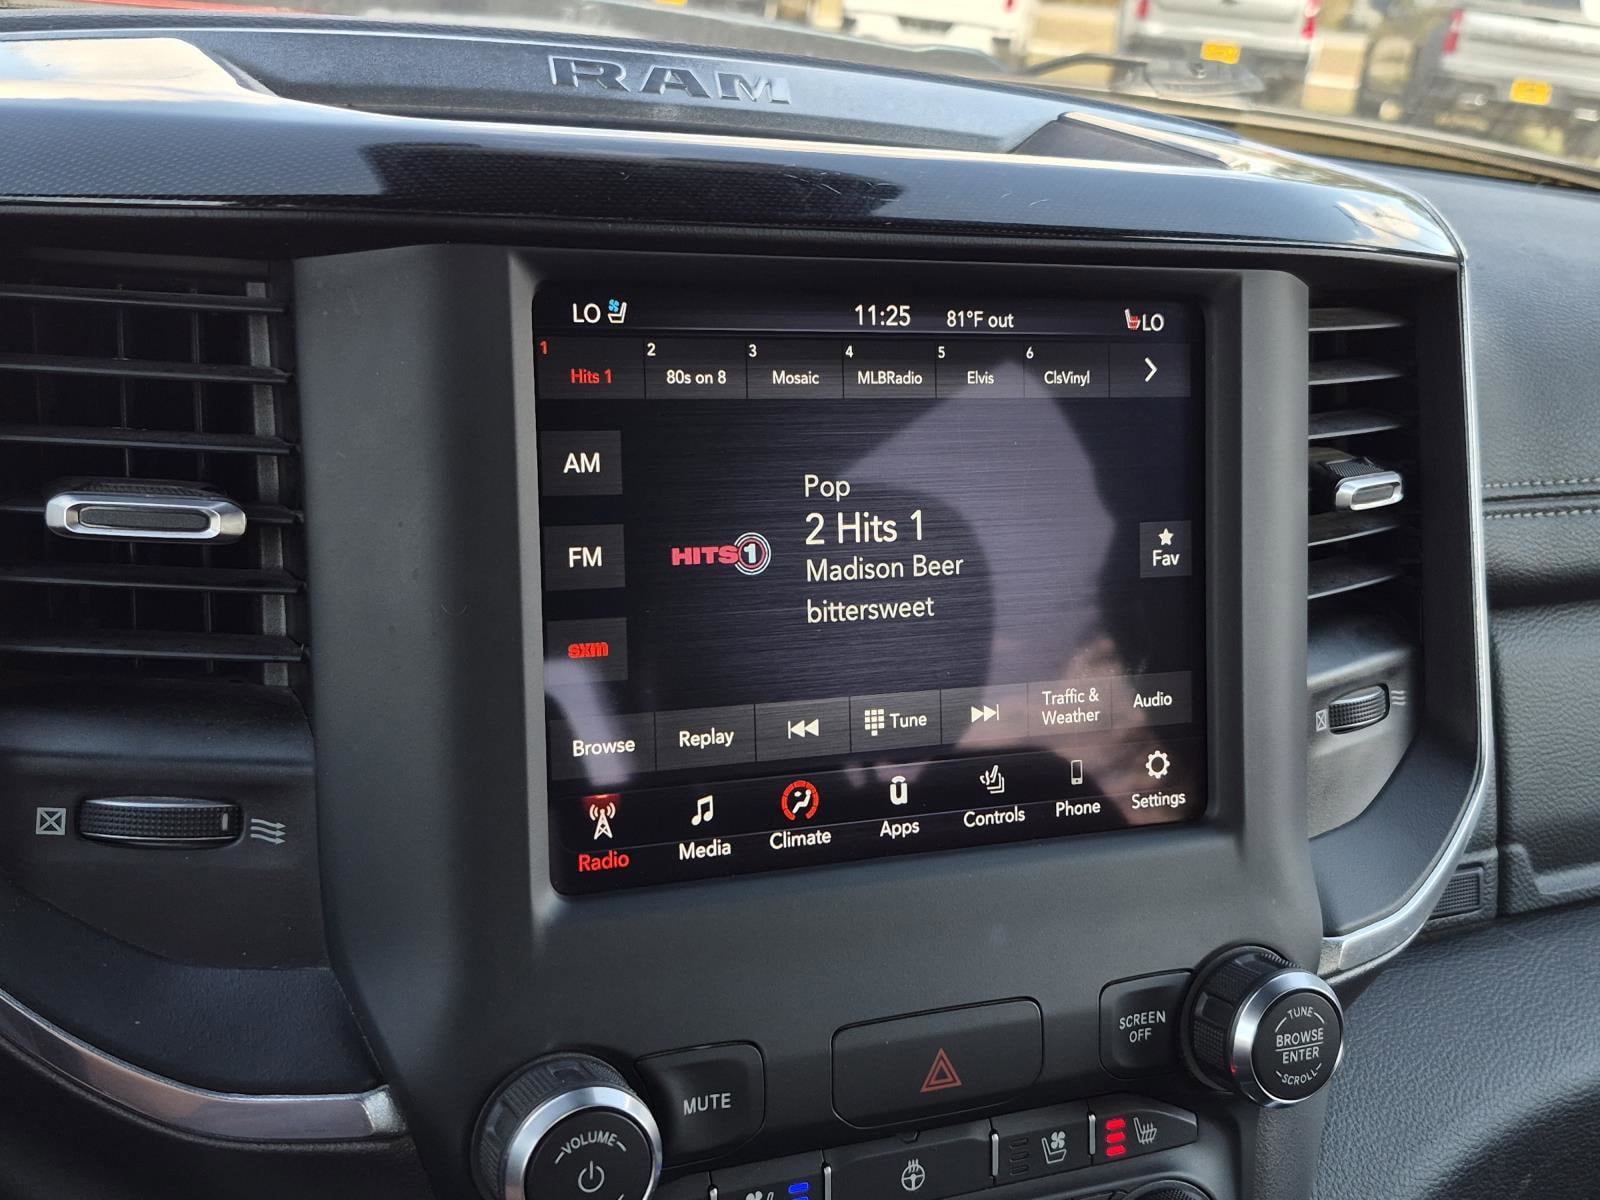 RAM
LO 11:25 81°F out LO
1 Hits 1 2 80s on 8 3 Mosaic 4 MLBRadio 5 Elvis 6 ClsVinyl
AM
FM
sxm
HITS 1
Pop
2 Hits 1
Madison Beer
bittersweet
Fav
Browse Replay Tune Traffic & Weather Audio
Radio Media Climate Apps Controls Phone Settings
VOLUME
MUTE
SCREEN
OFF
TUNE
BROWSE
ENTER
SCROLL